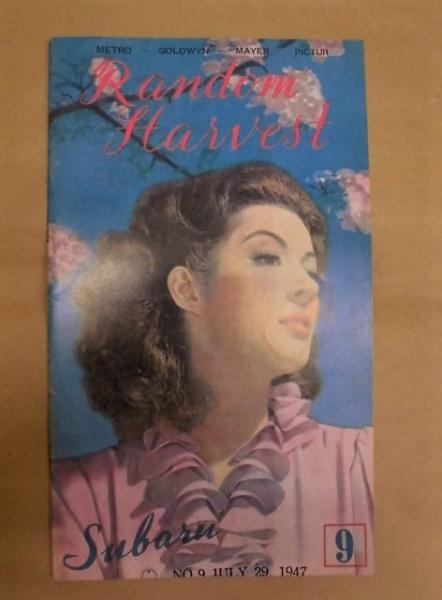 METRO - GOLDWYN - MAYER PICTUR
Random
Harvest
Subaru
9
NO 9 JULY 29, 1947